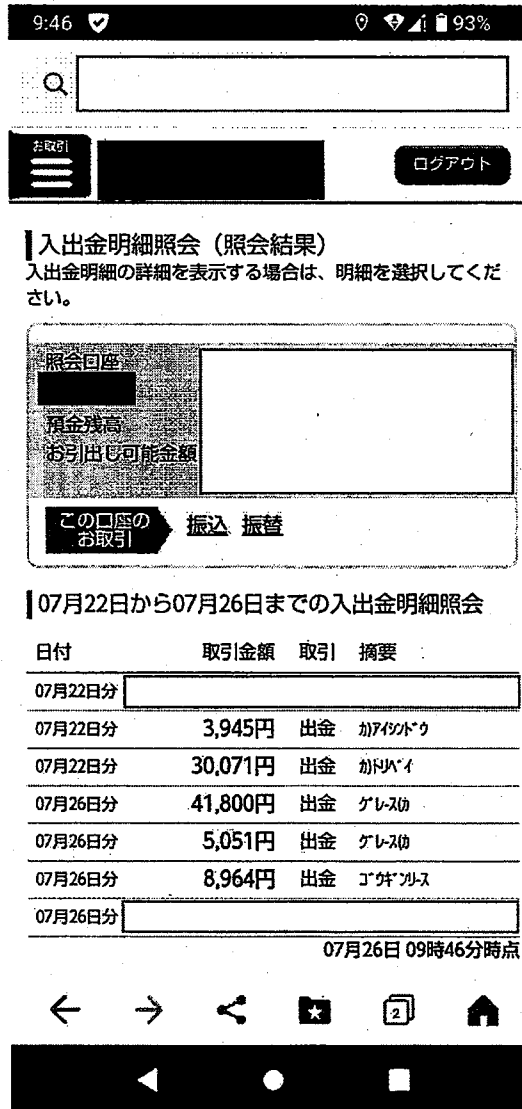 9:46 93%
お取引
ログアウト
入出金明細照会（照会結果）
入出金明細の詳細を表示する場合は、明細を選択してくだ
さい。
照会口座
預金残高
お引出し可能金額
この口座の
お取引
振込 振替
07月22日から07月26日までの入出金明細照会
日付 取引金額 取引 摘要
07月22日分
07月22日分 3,945円 出金 ｶ)ｱｲｼﾝﾄﾞｳ
07月22日分 30,071円 出金 ｶ)ﾄﾘﾍﾞｲ
07月26日分 41,800円 出金 ｸﾞﾚｰｽ(ｶ
07月26日分 5,051円 出金 ｸﾞﾚｰｽ(ｶ
07月26日分 8,964円 出金 ｺﾞｳｷﾞﾝﾘｰｽ
07月26日分
07月26日 09時46分時点
2